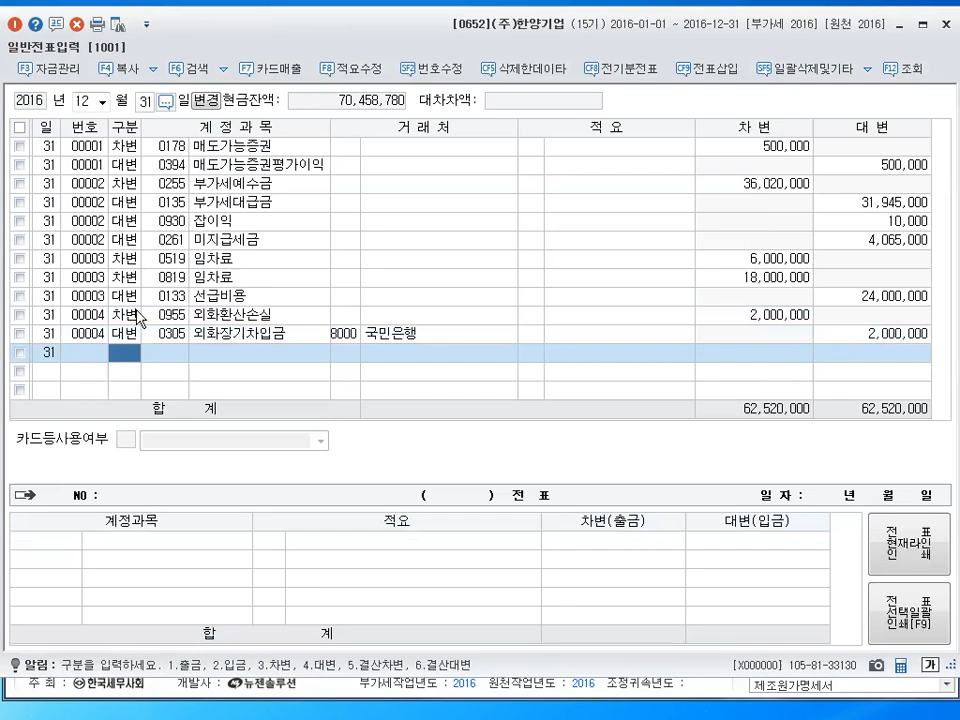 [0652](주)한양기업 (15기) 2016-01-01 ~ 2016-12-31 [부가세 2016] [원천 2016]
일반전표입력 [1001]
F3 자금관리 F4 복사 F6 검색 F7 카드매출 F8 적요수정 SF2 번호수정 CF5 삭제한데이타 CF8 전기분전표 CF9 전표삽입 SF5 일괄삭제및기타 F12 조회
2016 년 12 월 31 ... 일 변경 현금잔액: 70,458,780 대차차액:
일 번호 구분 계 정 과 목 거 래 처 적 요 차 변 대 변
31 00001 차변 0178 매도가능증권 500,000
31 00001 대변 0394 매도가능증권평가이익 500,000
31 00002 차변 0255 부가세예수금 36,020,000
31 00002 대변 0135 부가세대급금 31,945,000
31 00002 대변 0930 잡이익 10,000
31 00002 대변 0261 미지급세금 4,065,000
31 00003 차변 0519 임차료 6,000,000
31 00003 차변 0819 임차료 18,000,000
31 00003 대변 0133 선급비용 24,000,000
31 00004 차변 0955 외화환산손실 2,000,000
31 00004 대변 0305 외화장기차입금 8000 국민은행 2,000,000
31
합 계 62,520,000 62,520,000
카드등사용여부
NO : ( ) 전 표 일 자 : 년 월 일
계정과목 적요 차변(출금) 대변(입금)
전 표
현재라인
인 쇄
전 표
선택일괄
인쇄[F9]
합 계
알림 : 구분을 입력하세요. 1.출금, 2.입금, 3.차변, 4.대변, 5.결산차변, 6.결산대변 [X000000] 105-81-33130 가
주 최 : 한국세무사회 개발사 : 뉴젠솔루션 부가세작업년도 : 2016 원천작업년도 : 2016 조정귀속년도 : 제조원가명세서